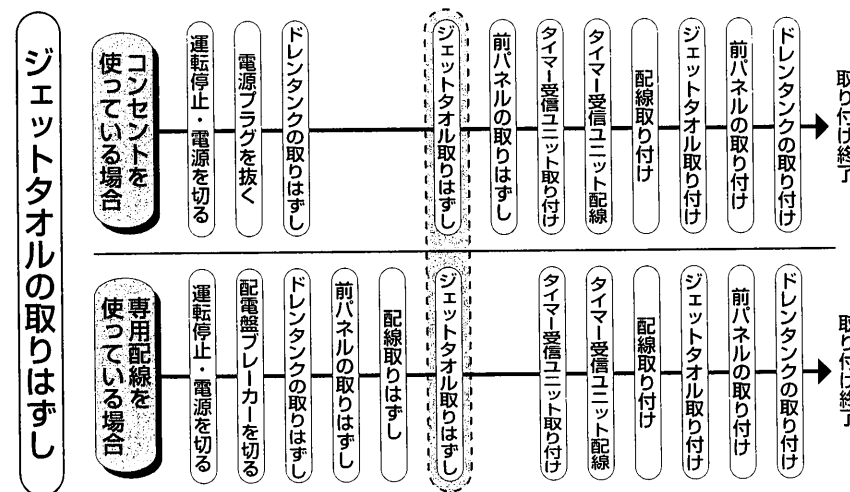 ジェットタオルの取りはずし
コンセントを
使っている場合
運転停止・電源を切る
電源プラグを抜く
ドレンタンクの取りはずし
ジェットタオル取りはずし
前パネルの取りはずし
タイマー受信ユニット取り付け
タイマー受信ユニット配線
配線取り付け
ジェットタオル取り付け
前パネルの取り付け
ドレンタンクの取り付け
取り付け終了
専用配線を
使っている場合
運転停止・電源を切る
配電盤ブレーカーを切る
ドレンタンクの取りはずし
前パネルの取りはずし
配線取りはずし
ジェットタオル取りはずし
タイマー受信ユニット取り付け
タイマー受信ユニット配線
配線取り付け
ジェットタオル取り付け
前パネルの取り付け
ドレンタンクの取り付け
取り付け終了